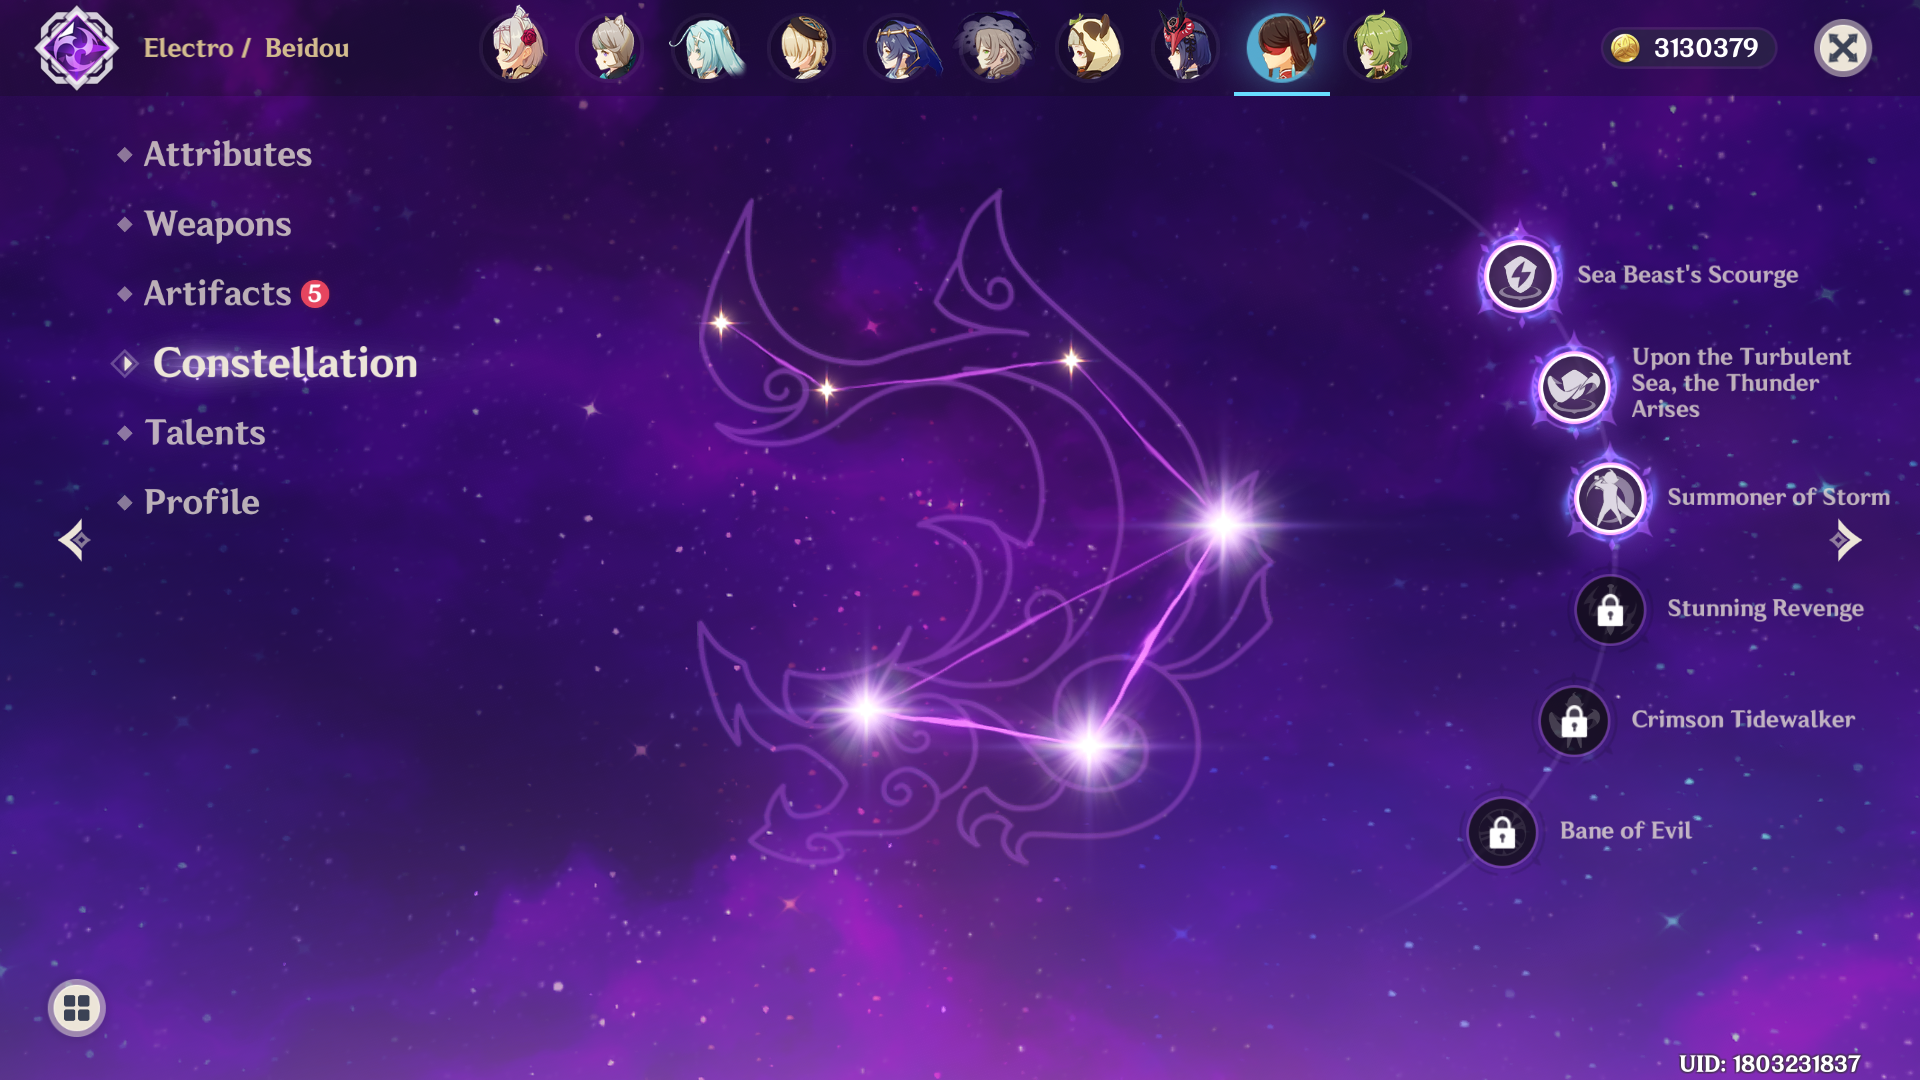 Electro / Beidou
3130379
Attributes
Weapons
Artifacts 5
Constellation
Talents
Profile
Sea Beast's Scourge
Upon the Turbulent
Sea, the Thunder
Arises
Summoner of Storm
Stunning Revenge
Crimson Tidewalker
Bane of Evil
UID: 1803231837